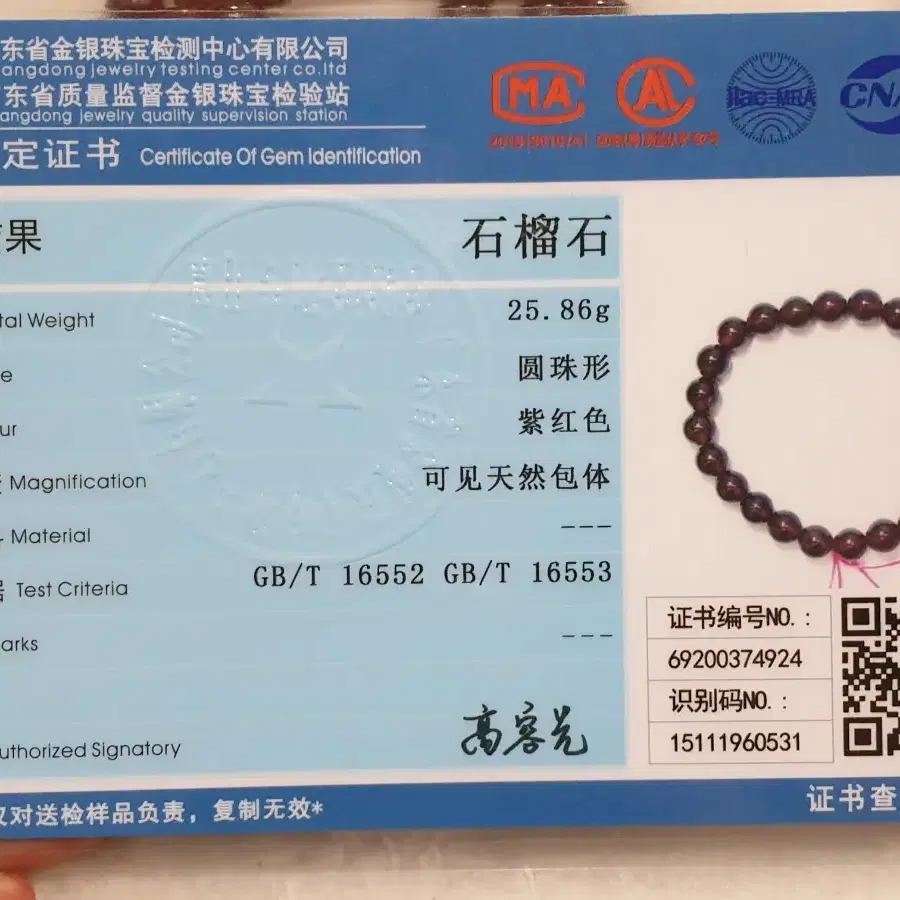 东省金银珠宝检测中心有限公司
angdong jewelry testing center co.ltd
东省质量监督金银珠宝检验站
angdong jewelry quality supervision station
定证书 Certificate Of Gem Identification
MA
AL
ilac-MRA
CNA
果 石榴石
tal Weight 25.86g
e 圆珠形
ur 紫红色
Magnification 可见天然包体
Material ---
Test Criteria GB/T 16552 GB/T 16553
arks ---
uthorized Signatory
仅对送检样品负责，复制无效*
证书编号NO.：
69200374924
识别码NO.：
15111960531
证书查